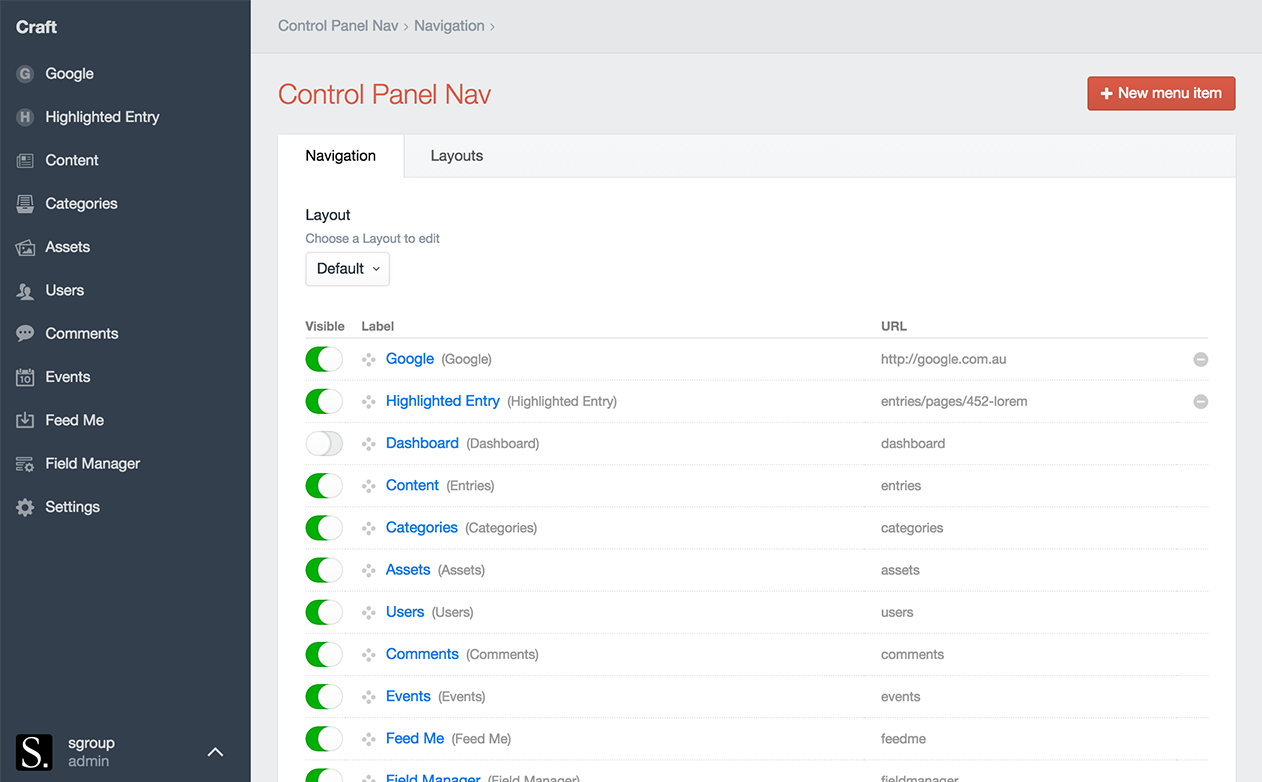 Craft
G Google
H Highlighted Entry
Content
Categories
Assets
Users
Comments
10 Events
Feed Me
Field Manager
Settings
S. sgroup
admin
Control Panel Nav › Navigation ›
Control Panel Nav
+ New menu item
Navigation Layouts
Layout
Choose a Layout to edit
Default
Visible Label URL
Google (Google) http://google.com.au
Highlighted Entry (Highlighted Entry) entries/pages/452-lorem
Dashboard (Dashboard) dashboard
Content (Entries) entries
Categories (Categories) categories
Assets (Assets) assets
Users (Users) users
Comments (Comments) comments
Events (Events) events
Feed Me (Feed Me) feedme
Field Manager (Field Manager) fieldmanager